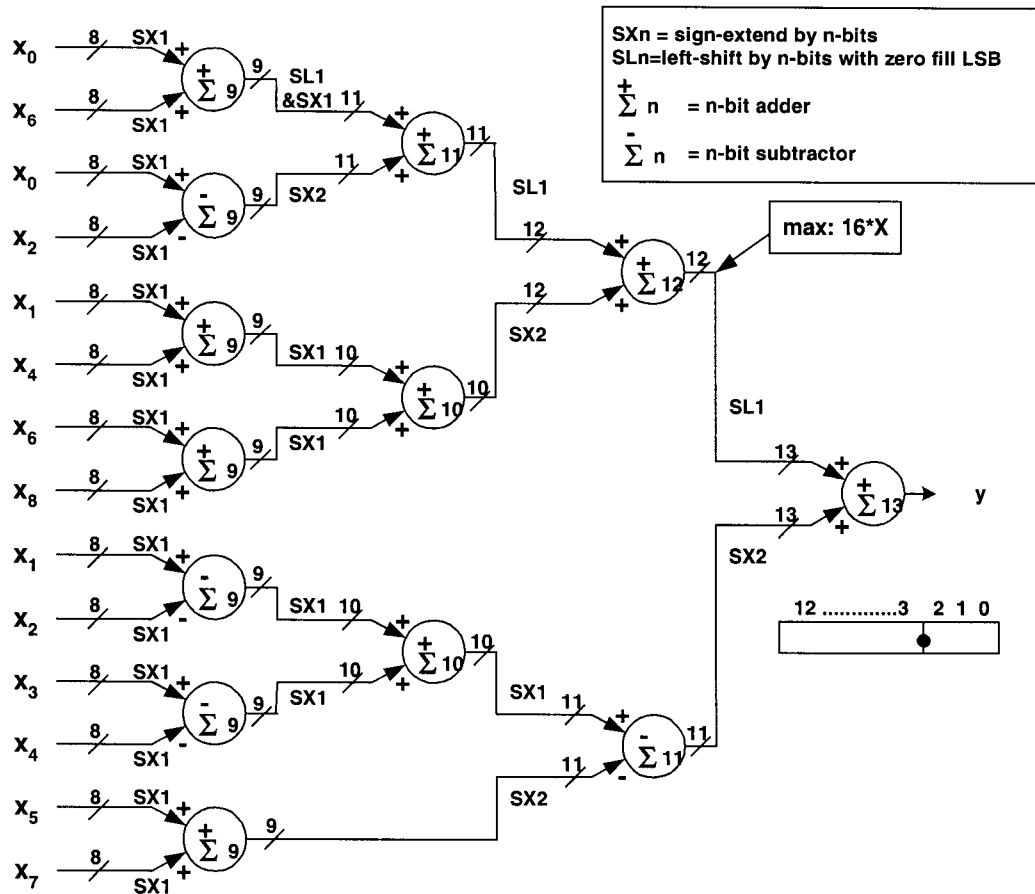 SXn = sign-extend by n-bits
SLn=left-shift by n-bits with zero fill LSB
+
Σ n = n-bit adder
-
Σ n = n-bit subtractor
X0 8 SX1 +
+
Σ 9
9 SL1
&SX1 11 +
X6 8 SX1 +
X0 8 SX1 +
-
Σ 9
9 SX2 11 +
X2 8 SX1 -
+
Σ 11
11 SL1 12 +
X1 8 SX1 +
+
Σ 9
9 SX1 10 +
X4 8 SX1 +
X6 8 SX1 +
+
Σ 9
9 SX1 10 +
X8 8 SX1 +
+
Σ 10
10 SX2 12 +
+
Σ 12
12
max: 16*X
SL1 13 +
X1 8 SX1 +
-
Σ 9
9 SX1 10 +
X2 8 SX1 -
X3 8 SX1 +
-
Σ 9
9 SX1 10 +
X4 8 SX1 -
+
Σ 10
10 SX1 11 +
X5 8 SX1 +
+
Σ 9
9 SX2 11 -
X7 8 SX1 +
-
Σ 11
11 SX2 13 +
+
Σ 13
y
12 .............3 2 1 0